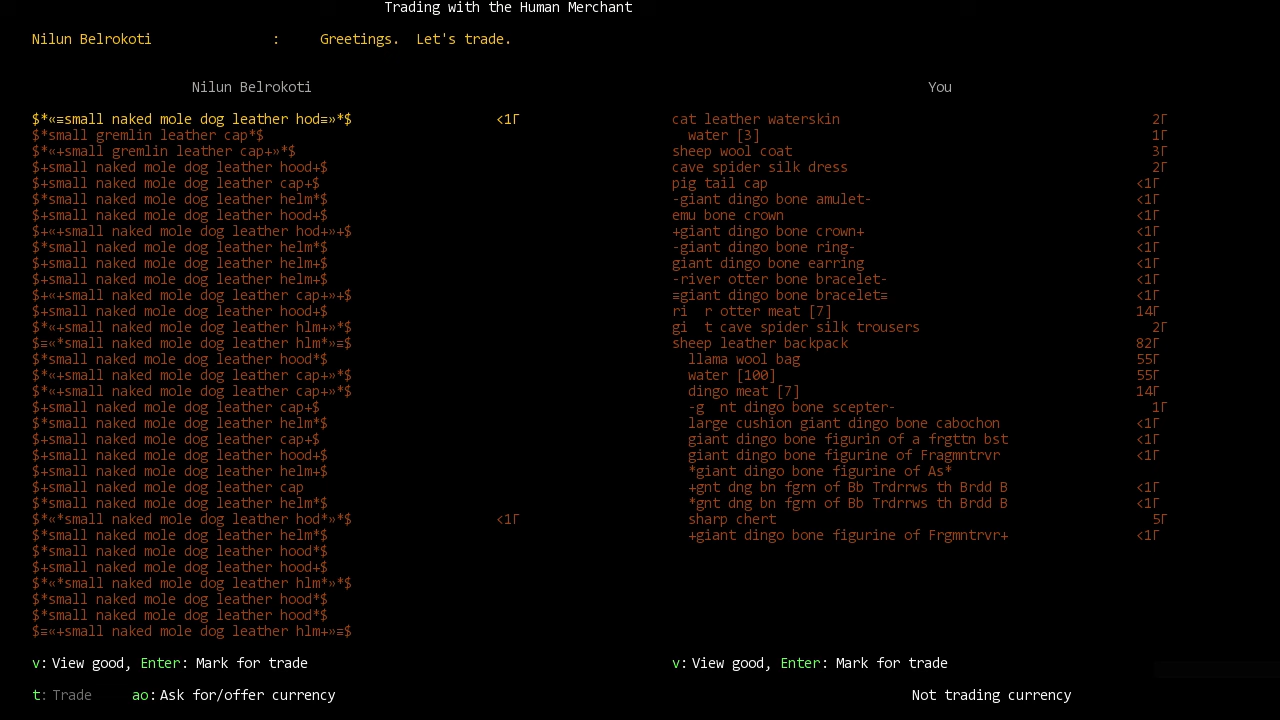 Trading with the Human Merchant
Nilun Belrokoti : Greetings. Let's trade.
Nilun Belrokoti
$*«≡small naked mole dog leather hod≡»*$ <1Γ
$*small gremlin leather cap*$
$*«+small gremlin leather cap+»*$
$+small naked mole dog leather hood+$
$+small naked mole dog leather cap+$
$*small naked mole dog leather helm*$
$+small naked mole dog leather hood+$
$+«+small naked mole dog leather hod+»+$
$*small naked mole dog leather helm*$
$+small naked mole dog leather helm+$
$+small naked mole dog leather helm+$
$+«+small naked mole dog leather cap+»+$
$+small naked mole dog leather hood+$
$*«+small naked mole dog leather hlm+»*$
$≡«*small naked mole dog leather hlm*»≡$
$*small naked mole dog leather hood*$
$*«+small naked mole dog leather cap+»*$
$*«+small naked mole dog leather cap+»*$
$+small naked mole dog leather cap+$
$*small naked mole dog leather helm*$
$+small naked mole dog leather cap+$
$+small naked mole dog leather hood+$
$+small naked mole dog leather helm+$
$+small naked mole dog leather cap
$*small naked mole dog leather helm*$
$*«*small naked mole dog leather hod*»*$ <1Γ
$*small naked mole dog leather helm*$
$*small naked mole dog leather hood*$
$+small naked mole dog leather hood+$
$*«*small naked mole dog leather hlm*»*$
$*small naked mole dog leather hood*$
$*small naked mole dog leather hood*$
$≡«+small naked mole dog leather hlm+»≡$
v: View good, Enter: Mark for trade
t: Trade ao: Ask for/offer currency
You
cat leather waterskin 2Γ
water [3] 1Γ
sheep wool coat 3Γ
cave spider silk dress 2Γ
pig tail cap <1Γ
-giant dingo bone amulet- <1Γ
emu bone crown <1Γ
+giant dingo bone crown+ <1Γ
-giant dingo bone ring- <1Γ
giant dingo bone earring <1Γ
-river otter bone bracelet- <1Γ
≡giant dingo bone bracelet≡ <1Γ
ri r otter meat [7] 14Γ
gi t cave spider silk trousers 2Γ
sheep leather backpack 82Γ
llama wool bag 55Γ
water [100] 55Γ
dingo meat [7] 14Γ
-g nt dingo bone scepter- 1Γ
large cushion giant dingo bone cabochon <1Γ
giant dingo bone figurin of a frgttn bst <1Γ
giant dingo bone figurine of Fragmntrvr <1Γ
*giant dingo bone figurine of As*
+gnt dng bn fgrn of Bb Trdrrws th Brdd B <1Γ
*gnt dng bn fgrn of Bb Trdrrws th Brdd B <1Γ
sharp chert 5Γ
+giant dingo bone figurine of Frgmntrvr+ <1Γ
v: View good, Enter: Mark for trade
Not trading currency